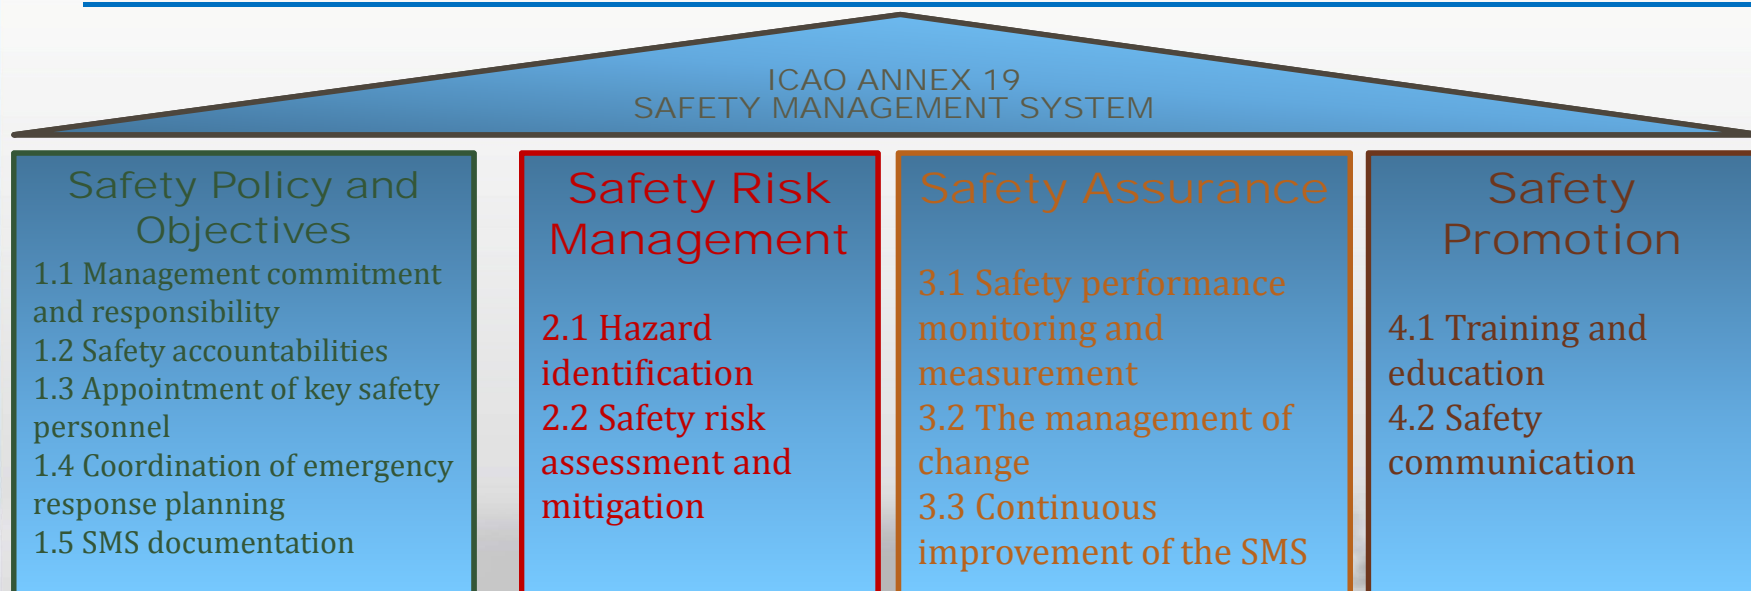 ICAO ANNEX 19
SAFETY MANAGEMENT SYSTEM
Safety Policy and
Objectives
1.1 Management commitment
and responsibility
1.2 Safety accountabilities
1.3 Appointment of key safety
personnel
1.4 Coordination of emergency
response planning
1.5 SMS documentation
Safety Risk
Management
2.1 Hazard
identification
2.2 Safety risk
assessment and
mitigation
Safety Assurance
3.1 Safety performance
monitoring and
measurement
3.2 The management of
change
3.3 Continuous
improvement of the SMS
Safety
Promotion
4.1 Training and
education
4.2 Safety
communication